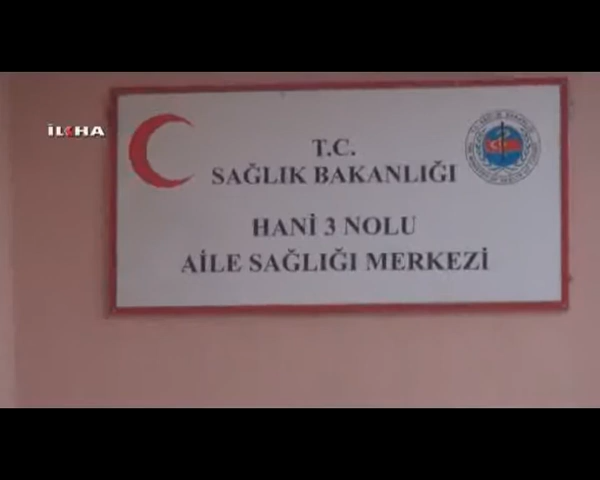 İLKHA
T.C.
SAĞLIK BAKANLIĞI
HANİ 3 NOLU
AİLE SAĞLIĞI MERKEZİ